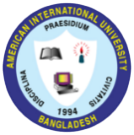 AMERICAN INTERNATIONAL UNIVERSITY
PRAESIDIUM
DISCIPLINA
CIVITATIS
1994
BANGLADESH